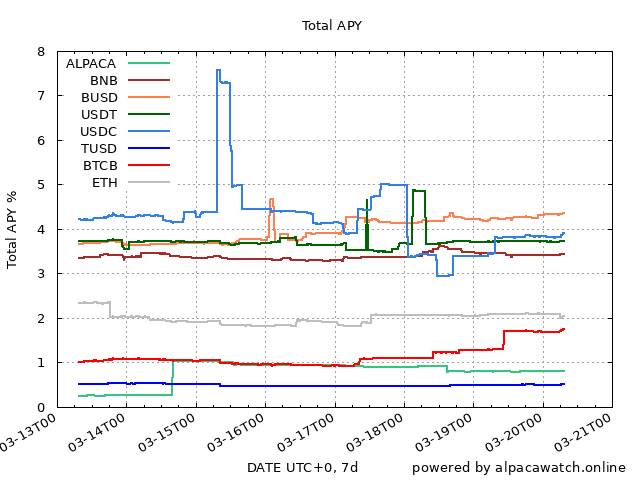 Total APY
8
7
6
5
4
3
2
1
0
Total APY %
ALPACA
BNB
BUSD
USDT
USDC
TUSD
BTCB
ETH
03-13T00
03-14T00
03-15T00
03-16T00
03-17T00
03-18T00
03-19T00
03-20T00
03-21T00
DATE UTC+0, 7d
powered by alpacawatch.online